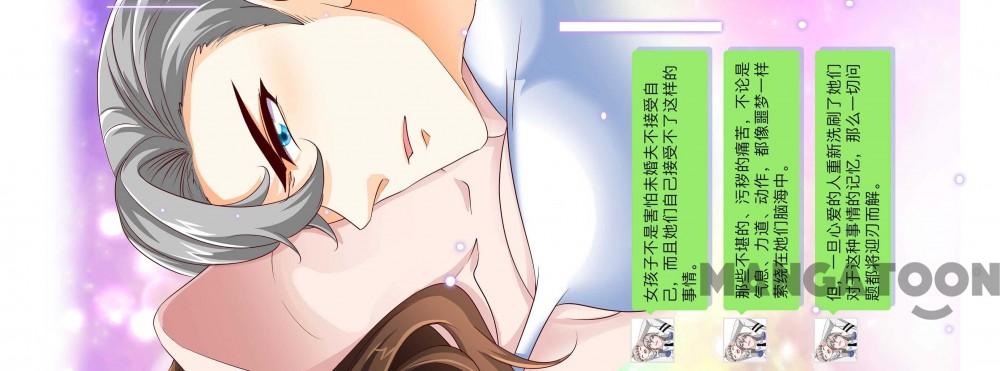 女孩子不是害怕未婚夫不接受自
己，而且她们自己接受不了这样的
事情。
那些不堪的、污秽的痛苦，不论是
气息、力道、动作，都像噩梦一样
萦绕在她们脑海中。
但，一旦心爱的人重新洗刷了她们
对于这种事情的记忆，那么一切问
题都将迎刃而解。
MANGATOON